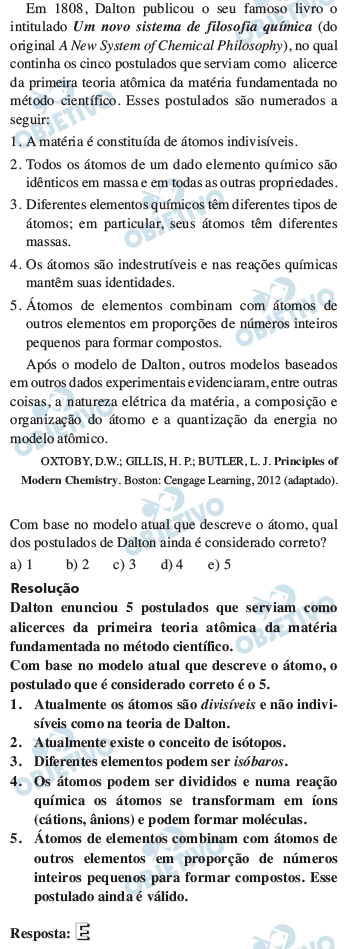 Em 1808, Dalton publicou o seu famoso livro o
intitulado Um novo sistema de filosofia química (do
original A New System of Chemical Philosophy), no qual
continha os cinco postulados que serviam como alicerce
da primeira teoria atômica da matéria fundamentada no
método científico. Esses postulados são numerados a
seguir:
1. A matéria é constituída de átomos indivisíveis.
2. Todos os átomos de um dado elemento químico são
idênticos em massa e em todas as outras propriedades.
3. Diferentes elementos químicos têm diferentes tipos de
átomos; em particular, seus átomos têm diferentes
massas.
4. Os átomos são indestrutíveis e nas reações químicas
mantêm suas identidades.
5. Átomos de elementos combinam com átomos de
outros elementos em proporções de números inteiros
pequenos para formar compostos.
Após o modelo de Dalton, outros modelos baseados
em outros dados experimentais evidenciaram, entre outras
coisas, a natureza elétrica da matéria, a composição e
organização do átomo e a quantização da energia no
modelo atômico.
OXTOBY, D.W.; GILLIS, H. P.; BUTLER, L. J. Principles of
Modern Chemistry. Boston: Cengage Learning, 2012 (adaptado).
Com base no modelo atual que descreve o átomo, qual
dos postulados de Dalton ainda é considerado correto?
a) 1 b) 2 c) 3 d) 4 e) 5
Resolução
Dalton enunciou 5 postulados que serviam como
alicerces da primeira teoria atômica da matéria
fundamentada no método científico.
Com base no modelo atual que descreve o átomo, o
postulado que é considerado correto é o 5.
1. Atualmente os átomos são divisíveis e não indivi-
síveis como na teoria de Dalton.
2. Atualmente existe o conceito de isótopos.
3. Diferentes elementos podem ser isóbaros.
4. Os átomos podem ser divididos e numa reação
química os átomos se transformam em íons
(cátions, ânions) e podem formar moléculas.
5. Átomos de elementos combinam com átomos de
outros elementos em proporção de números
inteiros pequenos para formar compostos. Esse
postulado ainda é válido.
Resposta: E